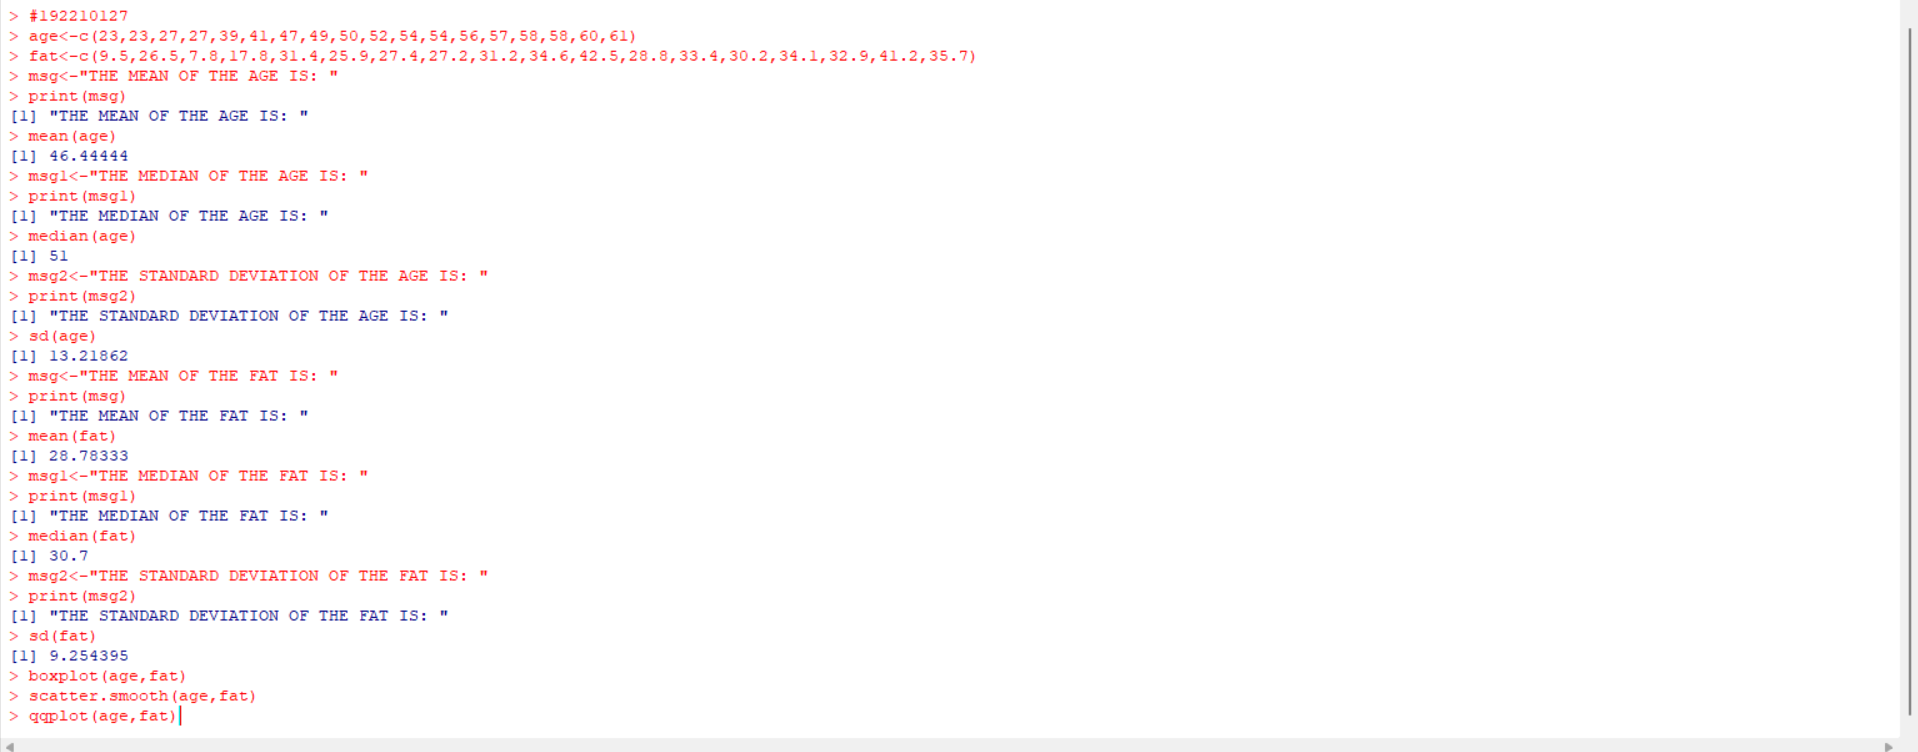 > #192210127
> age<-c(23,23,27,27,39,41,47,49,50,52,54,54,56,57,58,58,60,61)
> fat<-c(9.5,26.5,7.8,17.8,31.4,25.9,27.4,27.2,31.2,34.6,42.5,28.8,33.4,30.2,34.1,32.9,41.2,35.7)
> msg<-"THE MEAN OF THE AGE IS: "
> print(msg)
[1] "THE MEAN OF THE AGE IS: "
> mean(age)
[1] 46.44444
> msg1<-"THE MEDIAN OF THE AGE IS: "
> print(msg1)
[1] "THE MEDIAN OF THE AGE IS: "
> median(age)
[1] 51
> msg2<-"THE STANDARD DEVIATION OF THE AGE IS: "
> print(msg2)
[1] "THE STANDARD DEVIATION OF THE AGE IS: "
> sd(age)
[1] 13.21862
> msg<-"THE MEAN OF THE FAT IS: "
> print(msg)
[1] "THE MEAN OF THE FAT IS: "
> mean(fat)
[1] 28.78333
> msg1<-"THE MEDIAN OF THE FAT IS: "
> print(msg1)
[1] "THE MEDIAN OF THE FAT IS: "
> median(fat)
[1] 30.7
> msg2<-"THE STANDARD DEVIATION OF THE FAT IS: "
> print(msg2)
[1] "THE STANDARD DEVIATION OF THE FAT IS: "
> sd(fat)
[1] 9.254395
> boxplot(age,fat)
> scatter.smooth(age,fat)
> qqplot(age,fat)